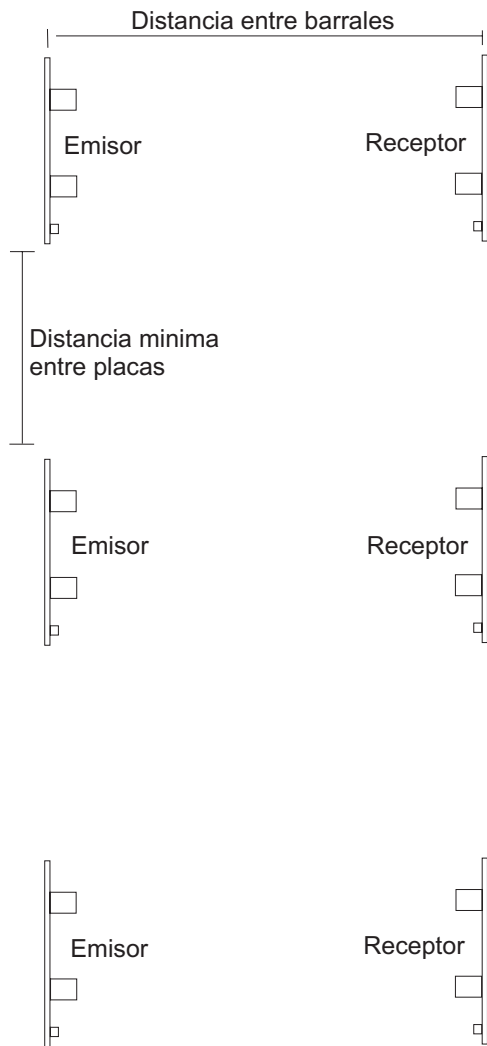 Distancia entre barrales
Emisor
Receptor
Distancia minima
entre placas
Emisor
Receptor
Emisor
Receptor